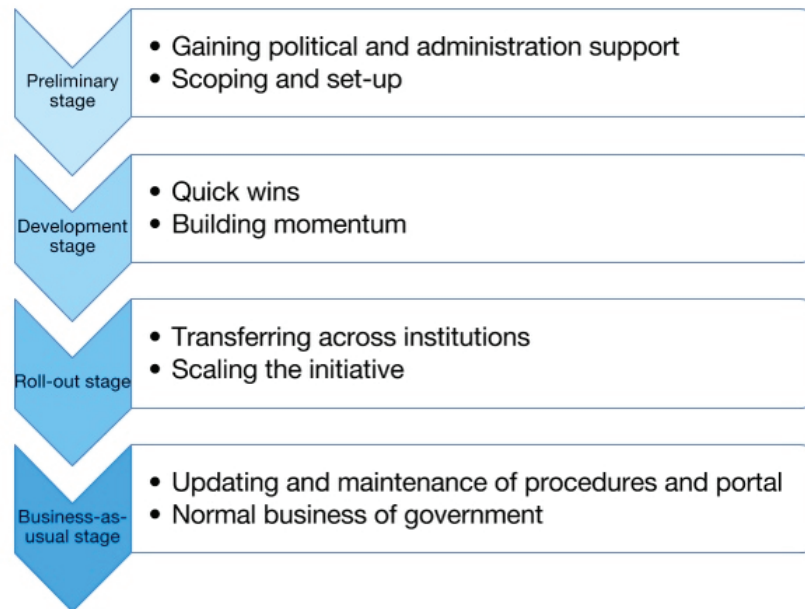 Preliminary
stage
• Gaining political and administration support
• Scoping and set-up
Development
stage
• Quick wins
• Building momentum
Roll-out stage
• Transferring across institutions
• Scaling the initiative
Business-as-
usual stage
• Updating and maintenance of procedures and portal
• Normal business of government